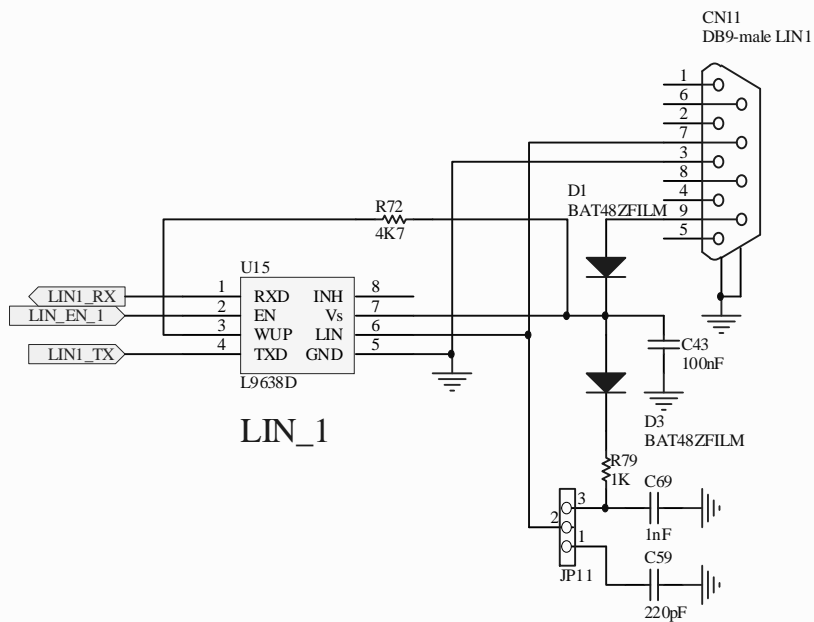 CN11
DB9-male LIN1
1
6
2
7
3
8
4
9
5
D1
BAT48ZFILM
R72
4K7
U15
LIN1_RX
1
RXD
INH
8
LIN_EN_1
2
EN
Vs
7
3
WUP
LIN
6
LIN1_TX
4
TXD
GND
5
L9638D
C43
100nF
LIN_1
D3
BAT48ZFILM
R79
1K
3
2
1
JP11
C69
1nF
C59
220pF